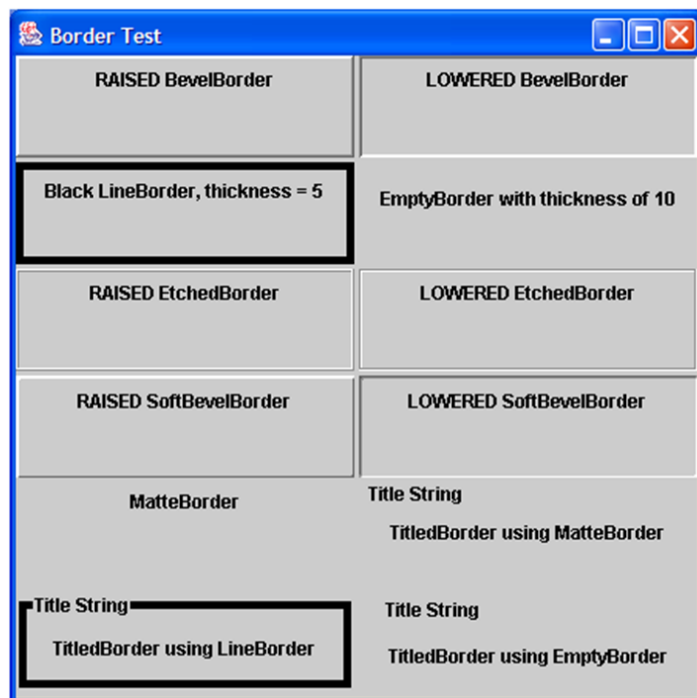 Border Test
RAISED BevelBorder
LOWERED BevelBorder
Black LineBorder, thickness = 5
EmptyBorder with thickness of 10
RAISED EtchedBorder
LOWERED EtchedBorder
RAISED SoftBevelBorder
LOWERED SoftBevelBorder
MatteBorder
Title String
TitledBorder using MatteBorder
Title String
TitledBorder using LineBorder
Title String
TitledBorder using EmptyBorder